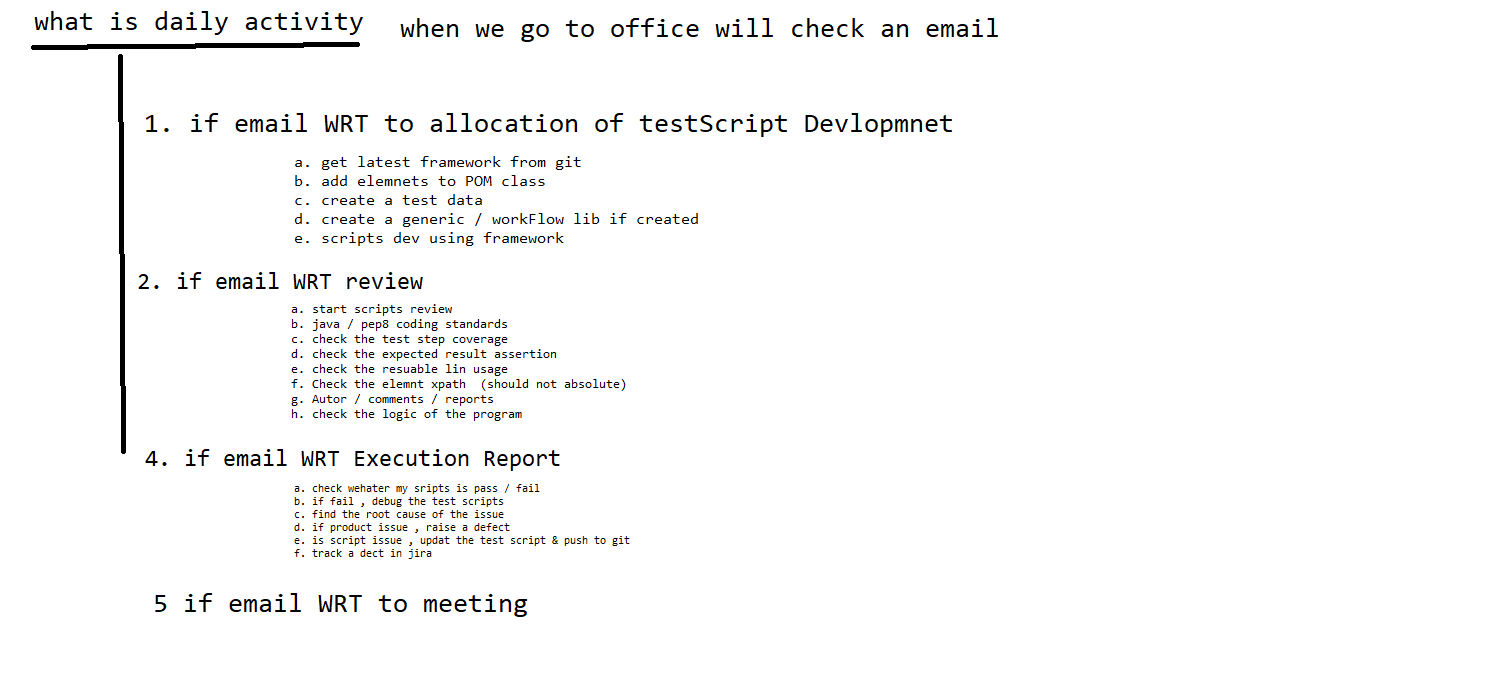 what is daily activity when we go to office will check an email
1. if email WRT to allocation of testScript Devlopmnet
a. get latest framework from git
b. add elemnets to POM class
c. create a test data
d. create a generic / workFlow lib if created
e. scripts dev using framework
2. if email WRT review
a. start scripts review
b. java / pep8 coding standards
c. check the test step coverage
d. check the expected result assertion
e. check the resuable lin usage
f. Check the elemnt xpath (should not absolute)
g. Autor / comments / reports
h. check the logic of the program
4. if email WRT Execution Report
a. check wehater my sripts is pass / fail
b. if fail , debug the test scripts
c. find the root cause of the issue
d. if product issue , raise a defect
e. is script issue , updat the test script & push to git
f. track a dect in jira
5 if email WRT to meeting